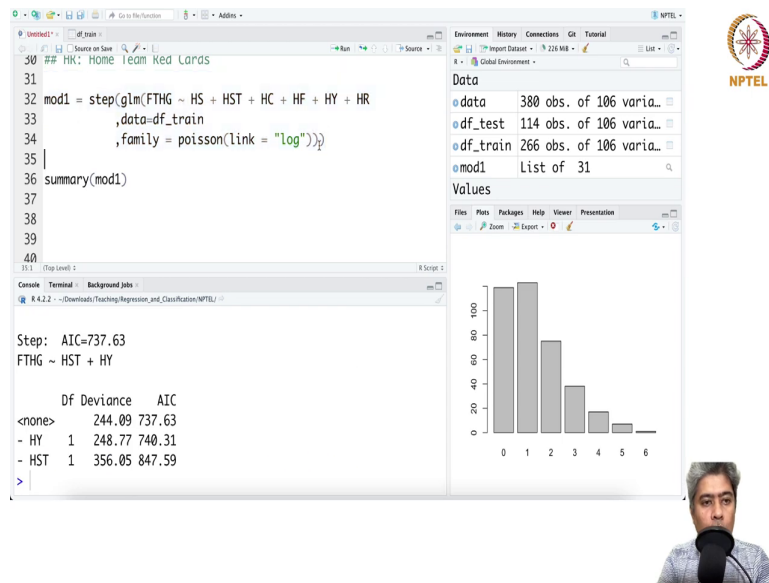 Go to file/function
Addins
NPTEL
Untitled1*
df_train
Source on Save
Run
Source
30 ## HR: Home Team Red Cards
31
32 mod1 = step(glm(FTHG ~ HS + HST + HC + HF + HY + HR
33 ,data=df_train
34 ,family = poisson(link = "log")))
35
36 summary(mod1)
37
38
39
40
35:1 (Top Level) R Script
Console Terminal Background Jobs
R 4.2.2 · ~/Downloads/Teaching/Regression_and_Classification/NPTEL/
Step: AIC=737.63
FTHG ~ HST + HY
Df Deviance AIC
<none> 244.09 737.63
- HY 1 248.77 740.31
- HST 1 356.05 847.59
>
Environment History Connections Git Tutorial
Import Dataset 226 MiB List
R Global Environment
Data
data 380 obs. of 106 varia…
df_test 114 obs. of 106 varia…
df_train 266 obs. of 106 varia…
mod1 List of 31
Values
Files Plots Packages Help Viewer Presentation
Zoom Export
100
80
60
40
20
0
0 1 2 3 4 5 6
NPTEL